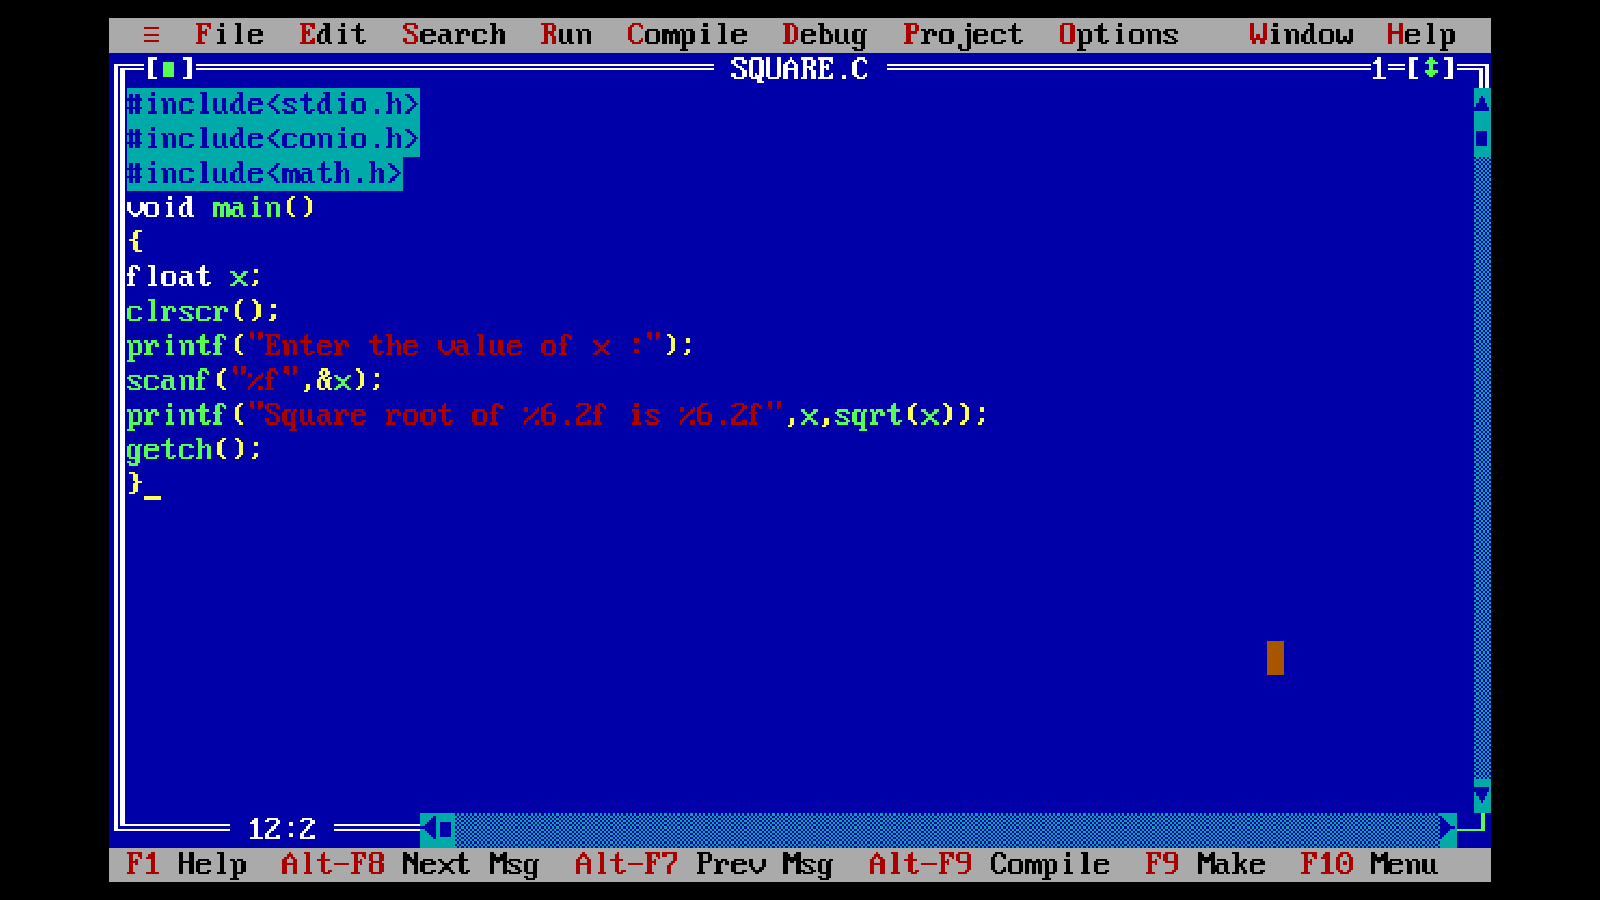 ≡ File Edit Search Run Compile Debug Project Options Window Help
[■] SQUARE.C 1=[↕]
#include<stdio.h>
#include<conio.h>
#include<math.h>
void main()
{
float x;
clrscr();
printf("Enter the value of x :");
scanf("%f",&x);
printf("Square root of %6.2f is %6.2f",x,sqrt(x));
getch();
}_
12:2
F1 Help Alt-F8 Next Msg Alt-F7 Prev Msg Alt-F9 Compile F9 Make F10 Menu